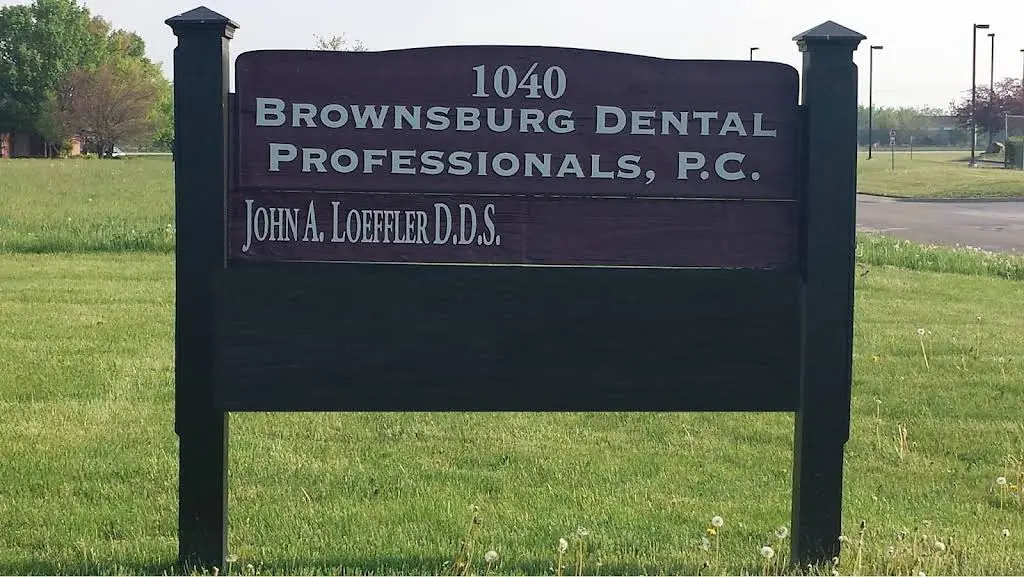 1040
BROWNSBURG DENTAL
PROFESSIONALS, P.C.
JOHN A. LOEFFLER D.D.S.